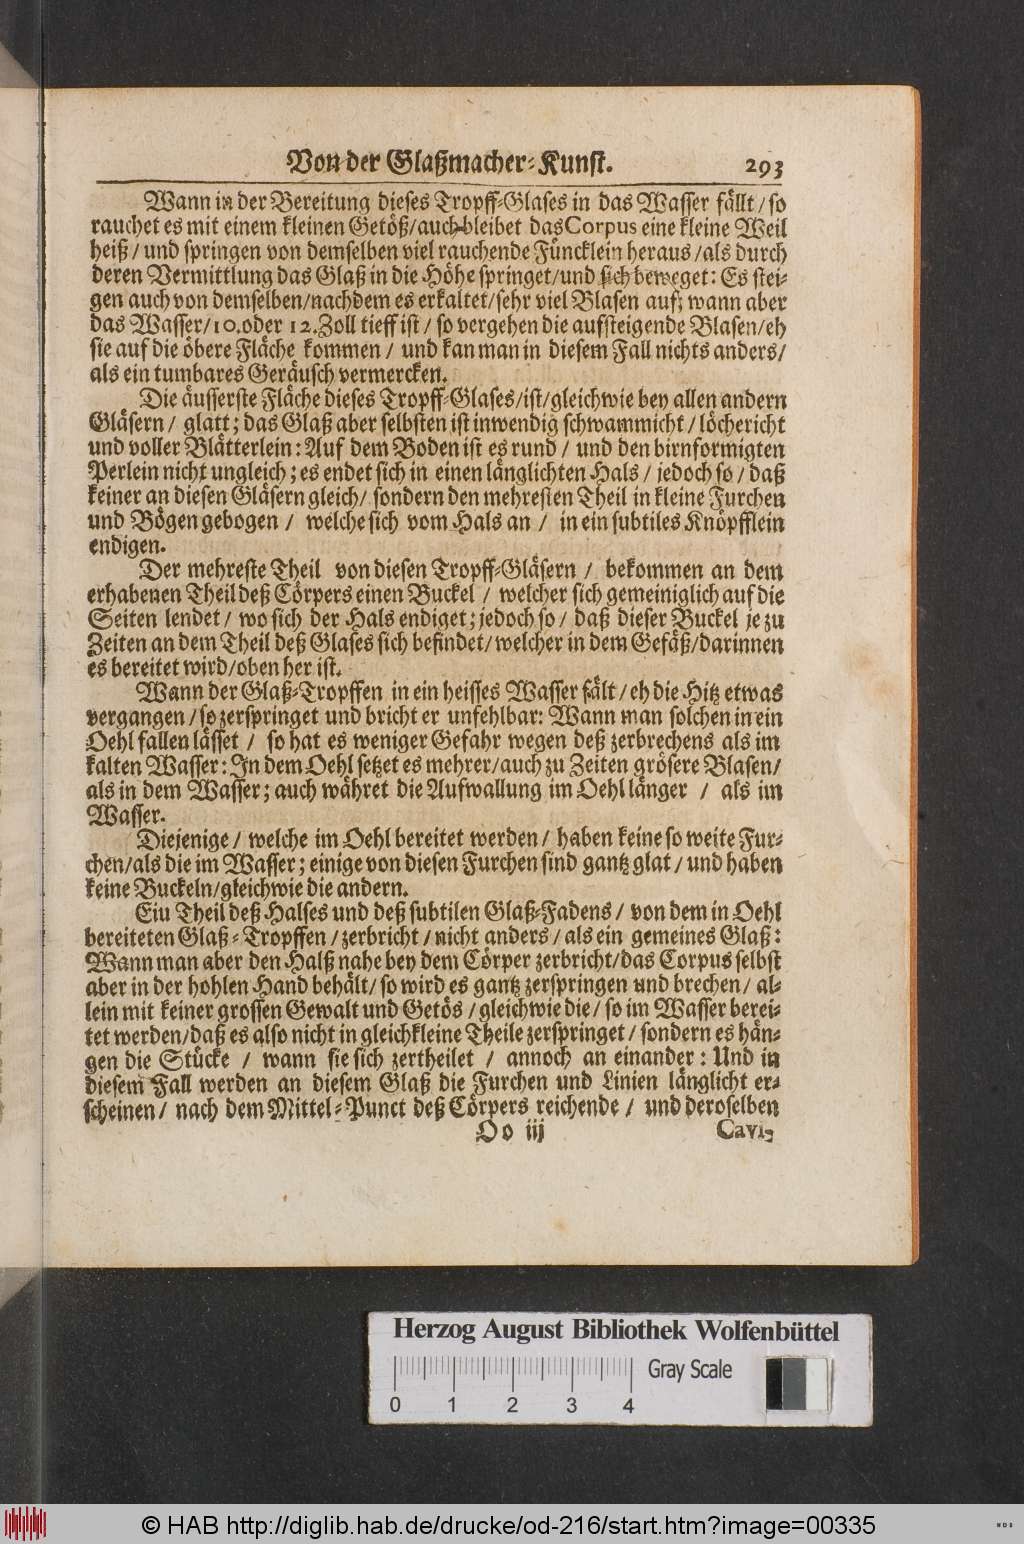 Von der Glaßmacher-Kunst. 293
Wann in der Bereitung dieses Tropff-Glases in das Wasser fällt / so
rauchet es mit einem kleinen Getöß / auch bleibet das Corpus eine kleine Weil
heiß / und springen von demselben viel rauchende Füncklein heraus / als durch
deren Vermittlung das Glaß in die Höhe springet / und sich beweget: Es stei-
gen auch von demselben / nachdem es erkaltet / sehr viel Blasen auf; wann aber
das Wasser / 10. oder 12. Zoll tieff ist / so vergehen die aufsteigende Blasen / eh
sie auf die öbere Fläche kommen / und kan man in diesem Fall nichts anders /
als ein tumbares Geräusch vermercken.
Die äusserste Fläche dieses Tropff-Glases / ist / gleichwie bey allen andern
Gläsern / glatt; das Glaß aber selbsten ist inwendig schwammicht / löchericht
und voller Blätterlein: Auf dem Boden ist es rund / und den birnformigten
Perlein nicht ungleich; es endet sich in einen länglichten Hals / jedoch so / daß
keiner an diesen Gläsern gleich / sondern den mehresten Theil in kleine Furchen
und Bögen gebogen / welche sich vom Hals an / in ein subtiles Knöpfflein
endigen.
Der mehreste Theil von diesen Tropff-Gläsern / bekommen an dem
erhabenen Theil deß Cörpers einen Buckel / welcher sich gemeiniglich auf die
Seiten lendet / wo sich der Hals endiget; jedoch so / daß dieser Buckel je zu
Zeiten an dem Theil deß Glases sich befindet / welcher in dem Gefäß / darinnen
es bereitet wird / oben her ist.
Wann der Glaß-Tropffen in ein heisses Wasser fält / eh die Hitz etwas
vergangen / so zerspringet und bricht er unfehlbar: Wann man solchen in ein
Oehl fallen lässet / so hat es weniger Gefahr wegen deß zerbrechens als im
kalten Wasser: In dem Oehl setzet es mehrer / auch zu Zeiten grösere Blasen /
als in dem Wasser; auch währet die Aufwallung im Oehl länger / als im
Wasser.
Diejenige / welche im Oehl bereitet werden / haben keine so weite Fur-
chen / als die im Wasser; einige von diesen Furchen sind gantz glat / und haben
keine Buckeln / gleichwie die andern.
Eiu Theil deß Halses und deß subtilen Glaß-Fadens / von dem in Oehl
bereiteten Glaß-Tropffen / zerbricht / nicht anders / als ein gemeines Glaß:
Wann man aber den Halß nahe bey dem Cörper zerbricht / das Corpus selbst
aber in der hohlen Hand behält / so wird es gantz zerspringen und brechen / al-
lein mit keiner grossen Gewalt und Getös / gleichwie die / so im Wasser berei-
tet werden / daß es also nicht in gleichkleine Theile zerspringet / sondern es hän-
gen die Stücke / wann sie sich zertheilet / annoch an einander: Und in
diesem Fall werden an diesem Glaß die Furchen und Linien länglicht er-
scheinen / nach dem Mittel-Punct deß Cörpers reichende / und deroselben
Oo iij Cavi-
Herzog August Bibliothek Wolfenbüttel
Gray Scale
0 1 2 3 4
© HAB http://diglib.hab.de/drucke/od-216/start.htm?image=00335